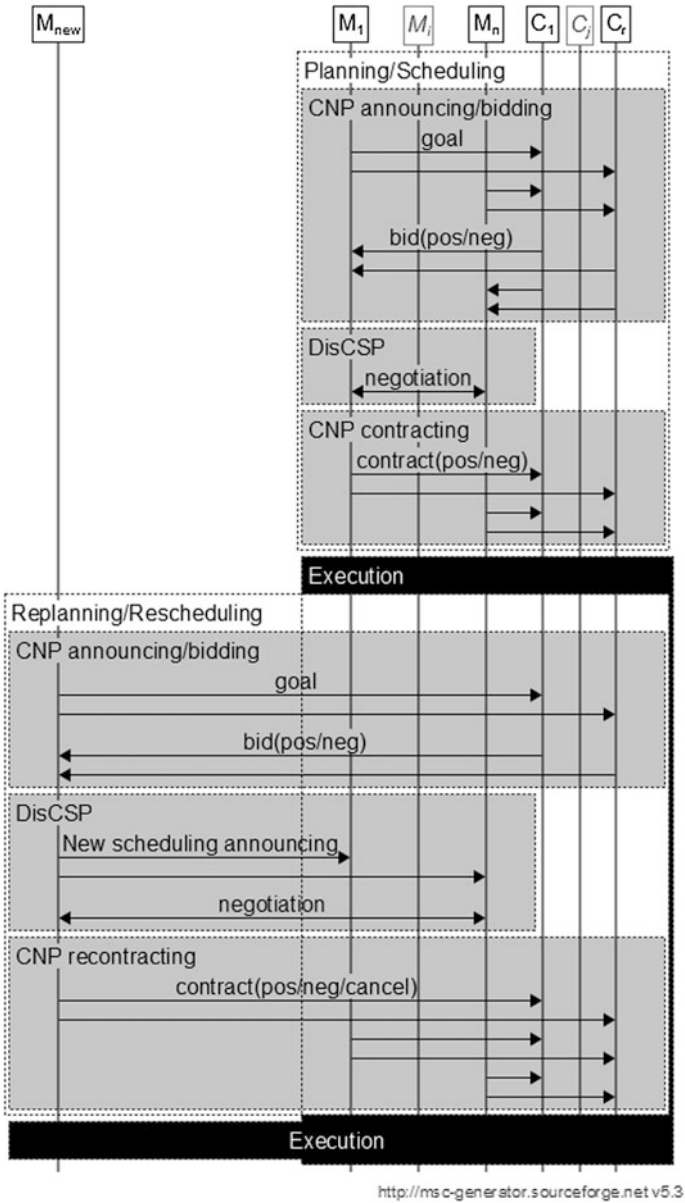 Mnew M1 Mi Mn C1 Cj Cr
Planning/Scheduling
CNP announcing/bidding
goal
bid(pos/neg)
DisCSP
negotiation
CNP contracting
contract(pos/neg)
Execution
Replanning/Rescheduling
CNP announcing/bidding
goal
bid(pos/neg)
DisCSP
New scheduling announcing
negotiation
CNP recontracting
contract(pos/neg/cancel)
Execution
http://msc-generator.sourceforge.net v5.3